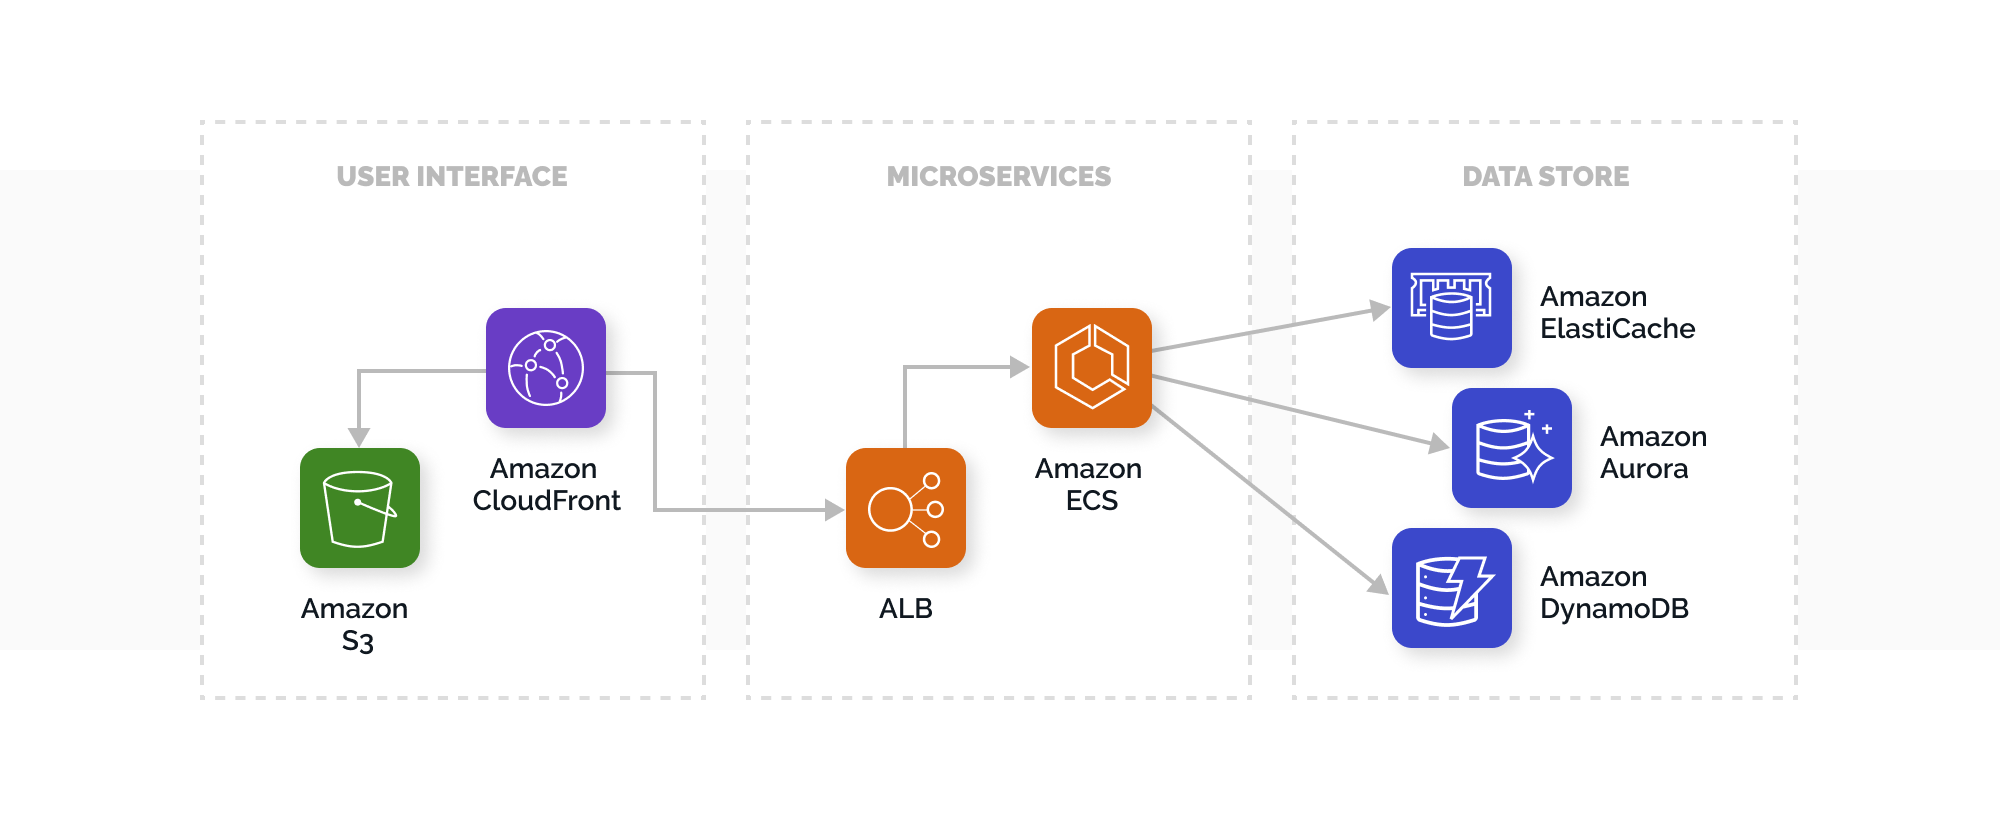 USER INTERFACE
Amazon
CloudFront
Amazon
S3
MICROSERVICES
Amazon
ECS
ALB
DATA STORE
Amazon
ElastiCache
Amazon
Aurora
Amazon
DynamoDB